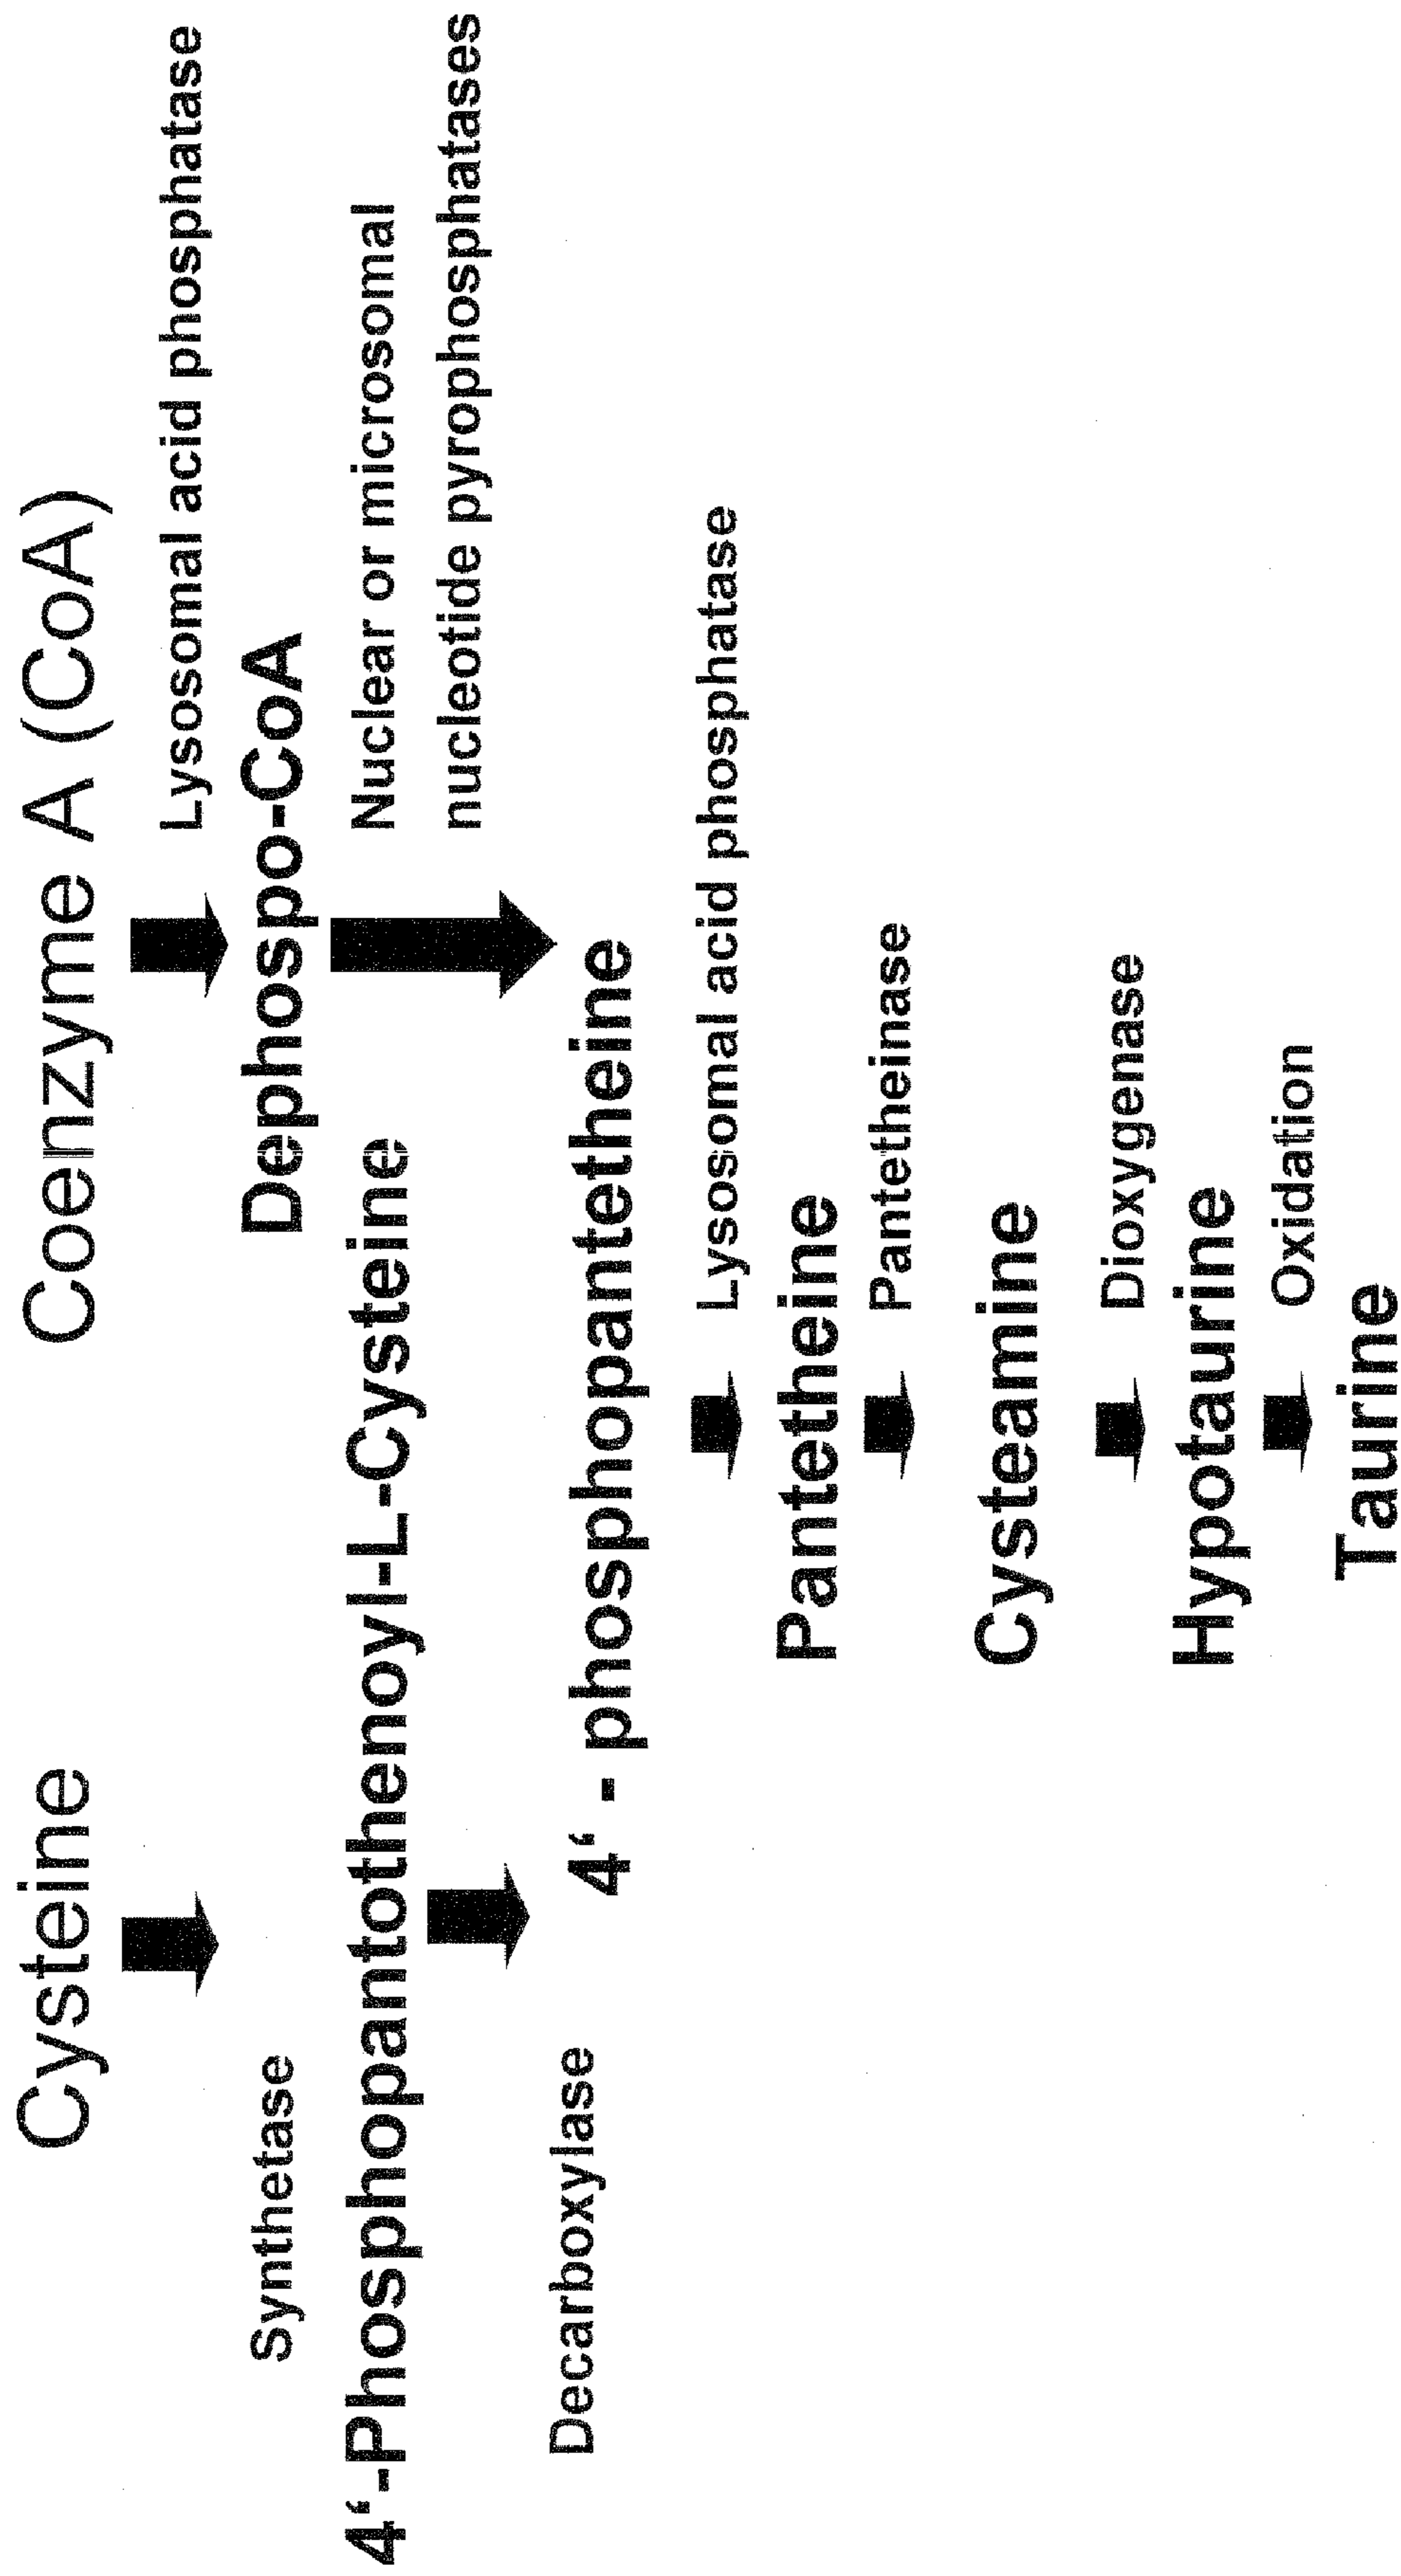 Cysteine
Coenzyme A (CoA)
Lysosomal acid phosphatase
Synthetase
Dephospo-CoA
4‘-Phosphopantothenoyl-L-Cysteine
Nuclear or microsomal
nucleotide pyrophosphatases
Decarboxylase
4‘ - phosphopantetheine
Lysosomal acid phosphatase
Pantetheine
Pantetheinase
Cysteamine
Dioxygenase
Hypotaurine
Oxidation
Taurine